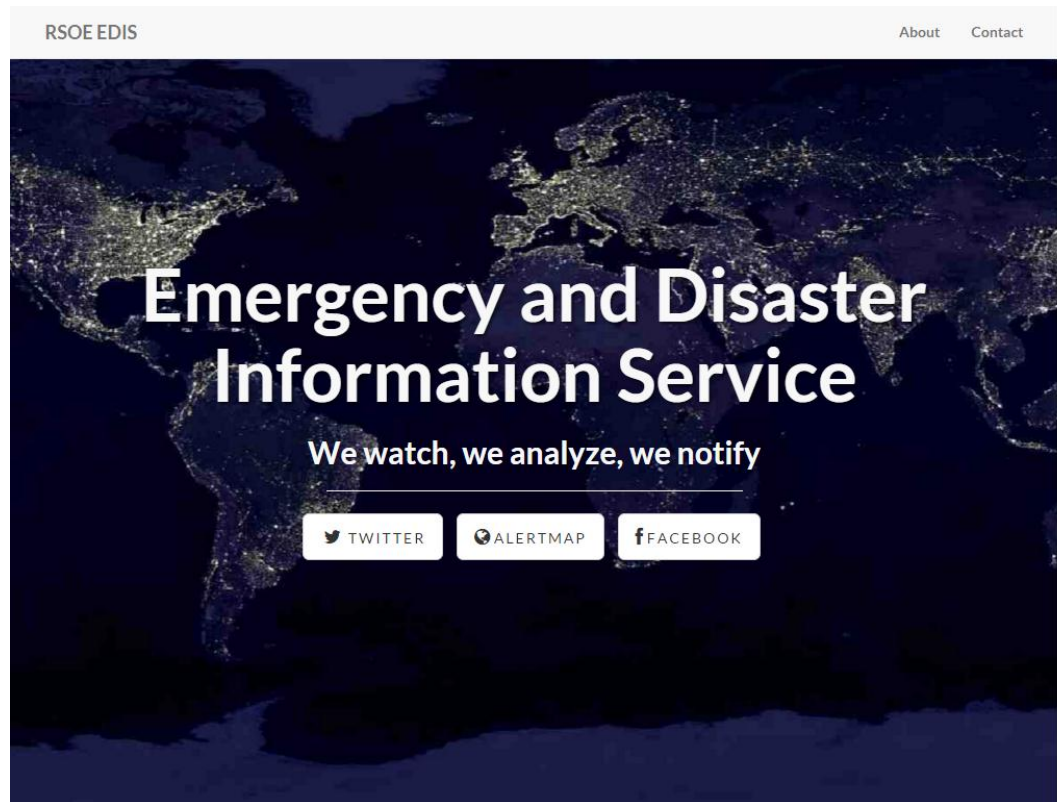 RSOE EDIS
About Contact
Emergency and Disaster
Information Service
We watch, we analyze, we notify
TWITTER ALERTMAP FACEBOOK